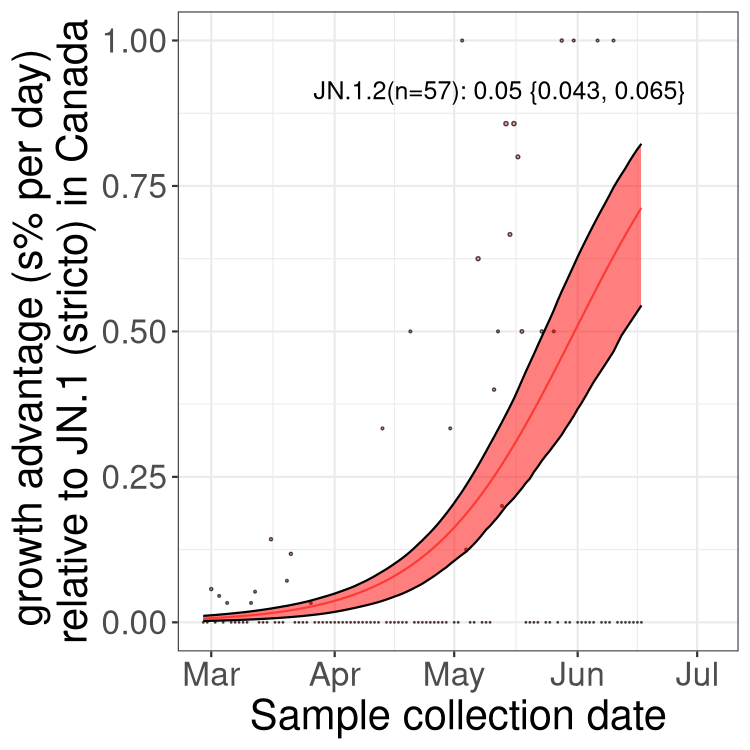 growth advantage (s% per day)
relative to JN.1 (stricto) in Canada
1.00
0.75
0.50
0.25
0.00
JN.1.2(n=57): 0.05 {0.043, 0.065}
Mar Apr May Jun Jul
Sample collection date